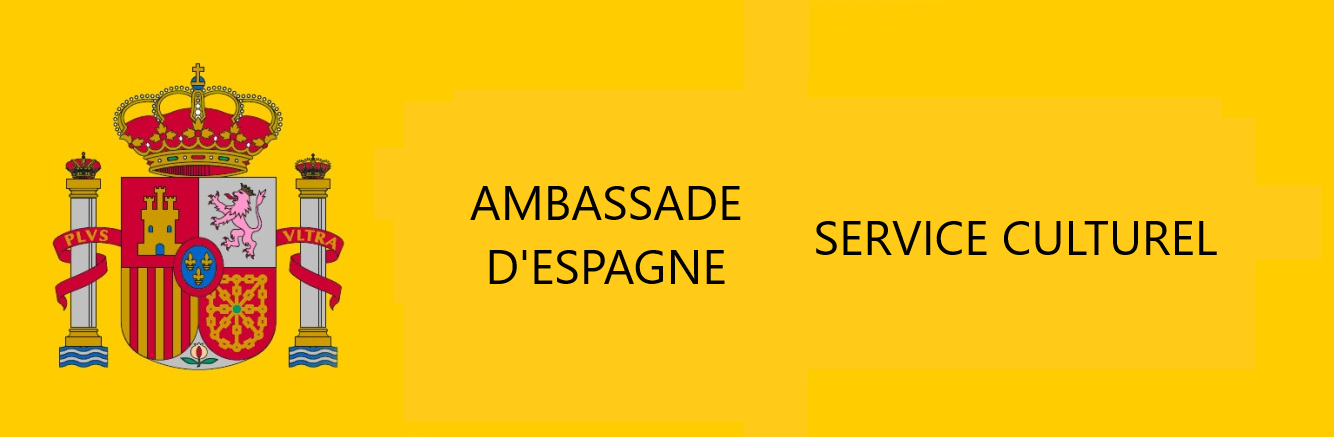 PLVS VLTRA
AMBASSADE
D'ESPAGNE
SERVICE CULTUREL